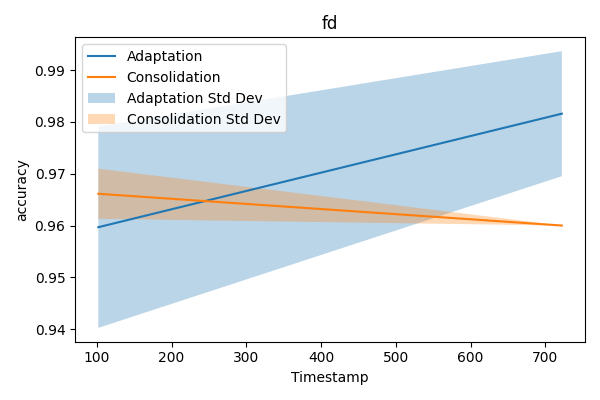 fd
Adaptation
Consolidation
Adaptation Std Dev
Consolidation Std Dev
accuracy
0.99
0.98
0.97
0.96
0.95
0.94
100 200 300 400 500 600 700
Timestamp